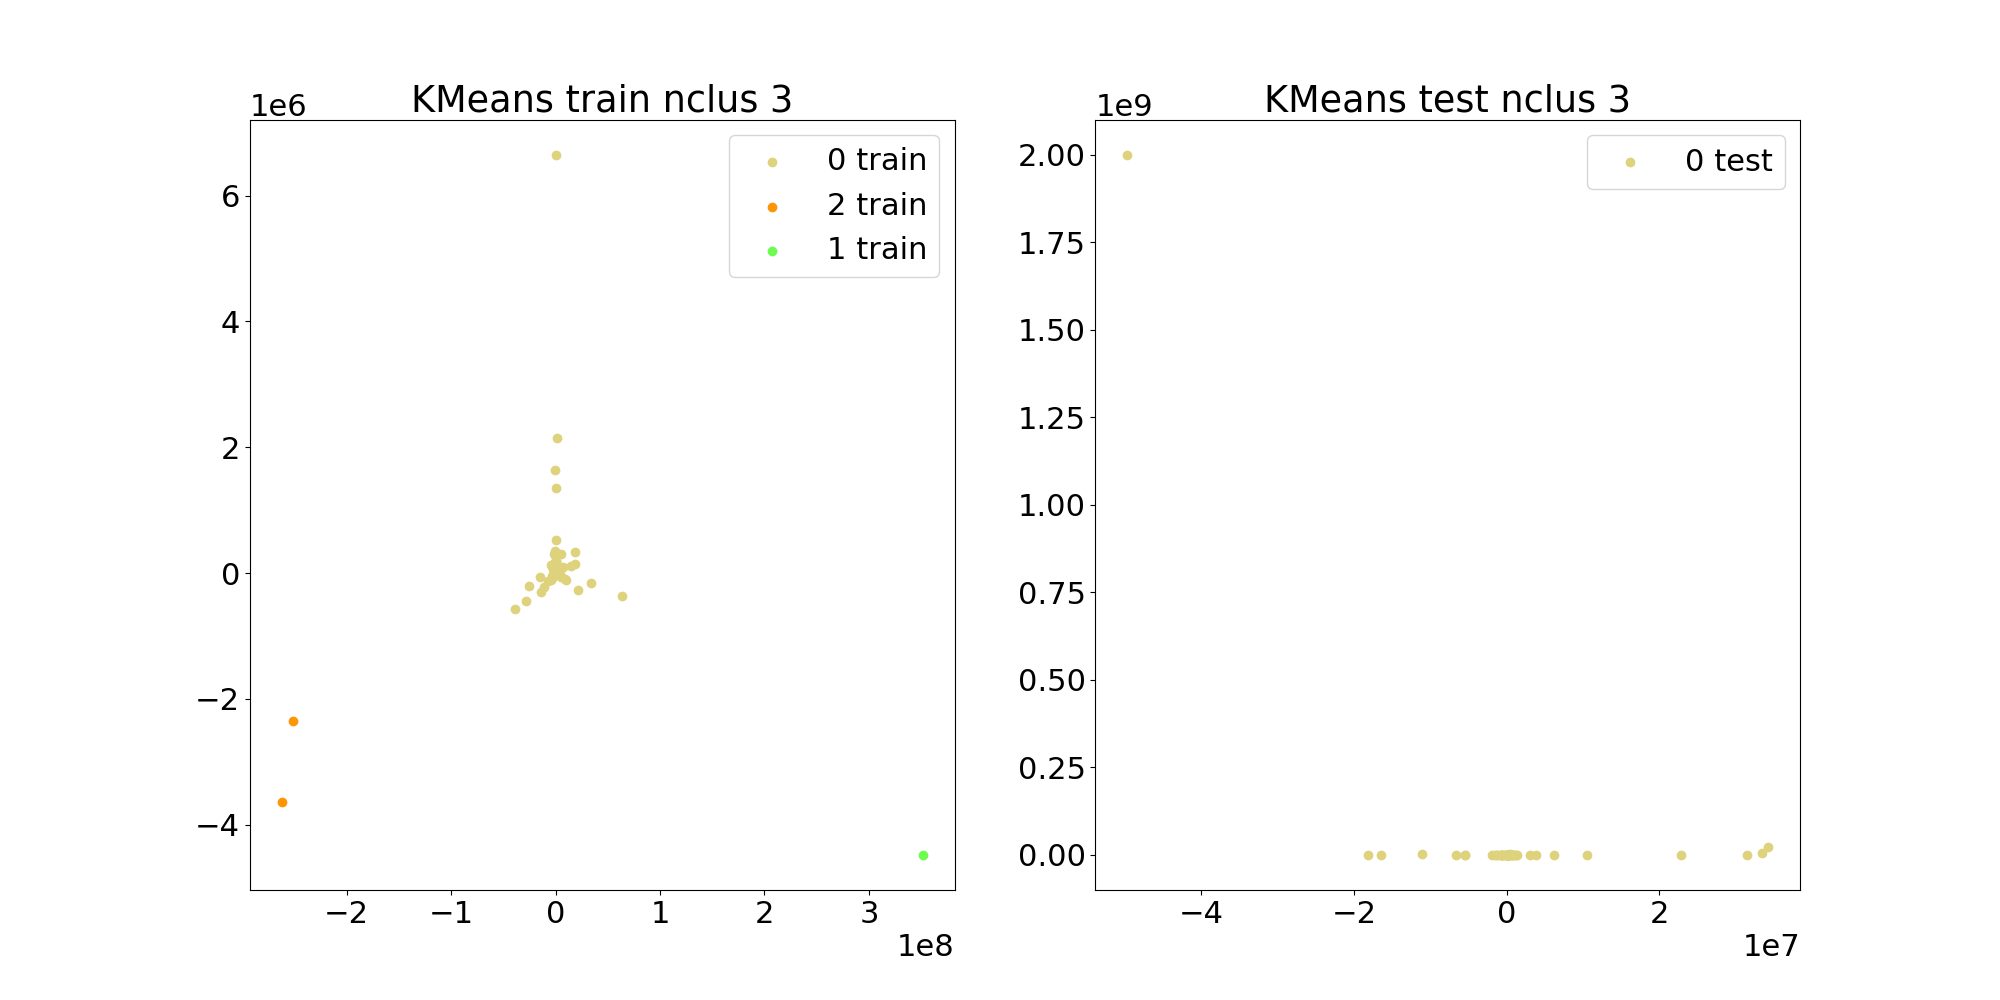 KMeans train nclus 3
1e6
0 train
2 train
1 train
6
4
2
0
−2
−4
−2 −1 0 1 2 3
1e8
KMeans test nclus 3
1e9
0 test
2.00
1.75
1.50
1.25
1.00
0.75
0.50
0.25
0.00
−4 −2 0 2
1e7